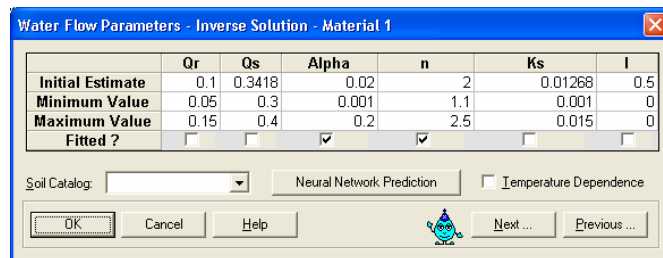 Water Flow Parameters - Inverse Solution - Material 1
Qr Qs Alpha n Ks l
Initial Estimate 0.1 0.3418 0.02 2 0.01268 0.5
Minimum Value 0.05 0.3 0.001 1.1 0.001 0
Maximum Value 0.15 0.4 0.2 2.5 0.015 0
Fitted ?
Soil Catalog: Neural Network Prediction Temperature Dependence
OK Cancel Help Next ... Previous ...